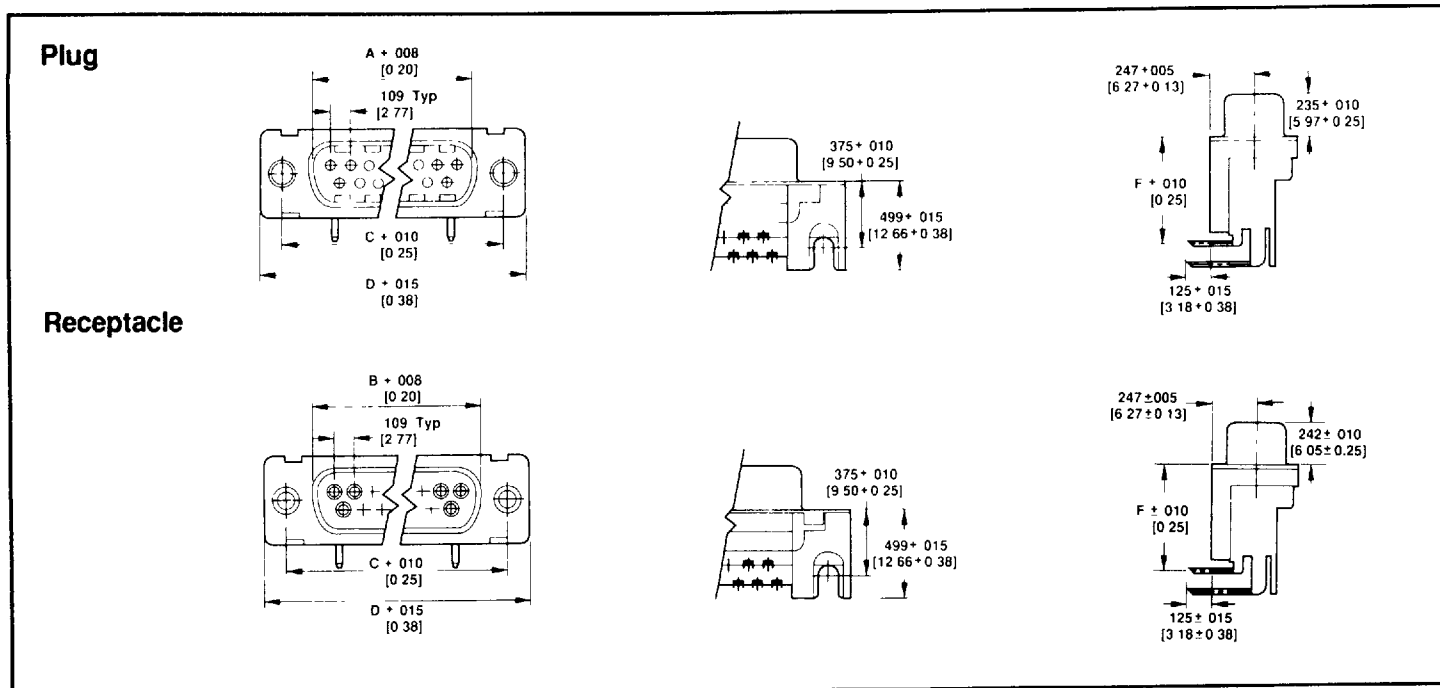 Plug
A + 008
[0 20]
109 Typ
[2 77]
C + 010
[0 25]
D + 015
[0 38]
375+ 010
[9 50+0 25]
499+ 015
[12 66+0 38]
247+005
[6 27+0 13]
235+ 010
[5 97+0 25]
F + 010
[0 25]
125+ 015
[3 18+0 38]
Receptacle
B + 008
[0 20]
109 Typ
[2 77]
C + 010
[0 25]
D + 015
[0 38]
375+ 010
[9 50+0 25]
499+ 015
[12 66+0 38]
247±005
[6 27±0 13]
242± 010
[6 05±0.25]
F ± 010
[0 25]
125± 015
[3 18±0 38]